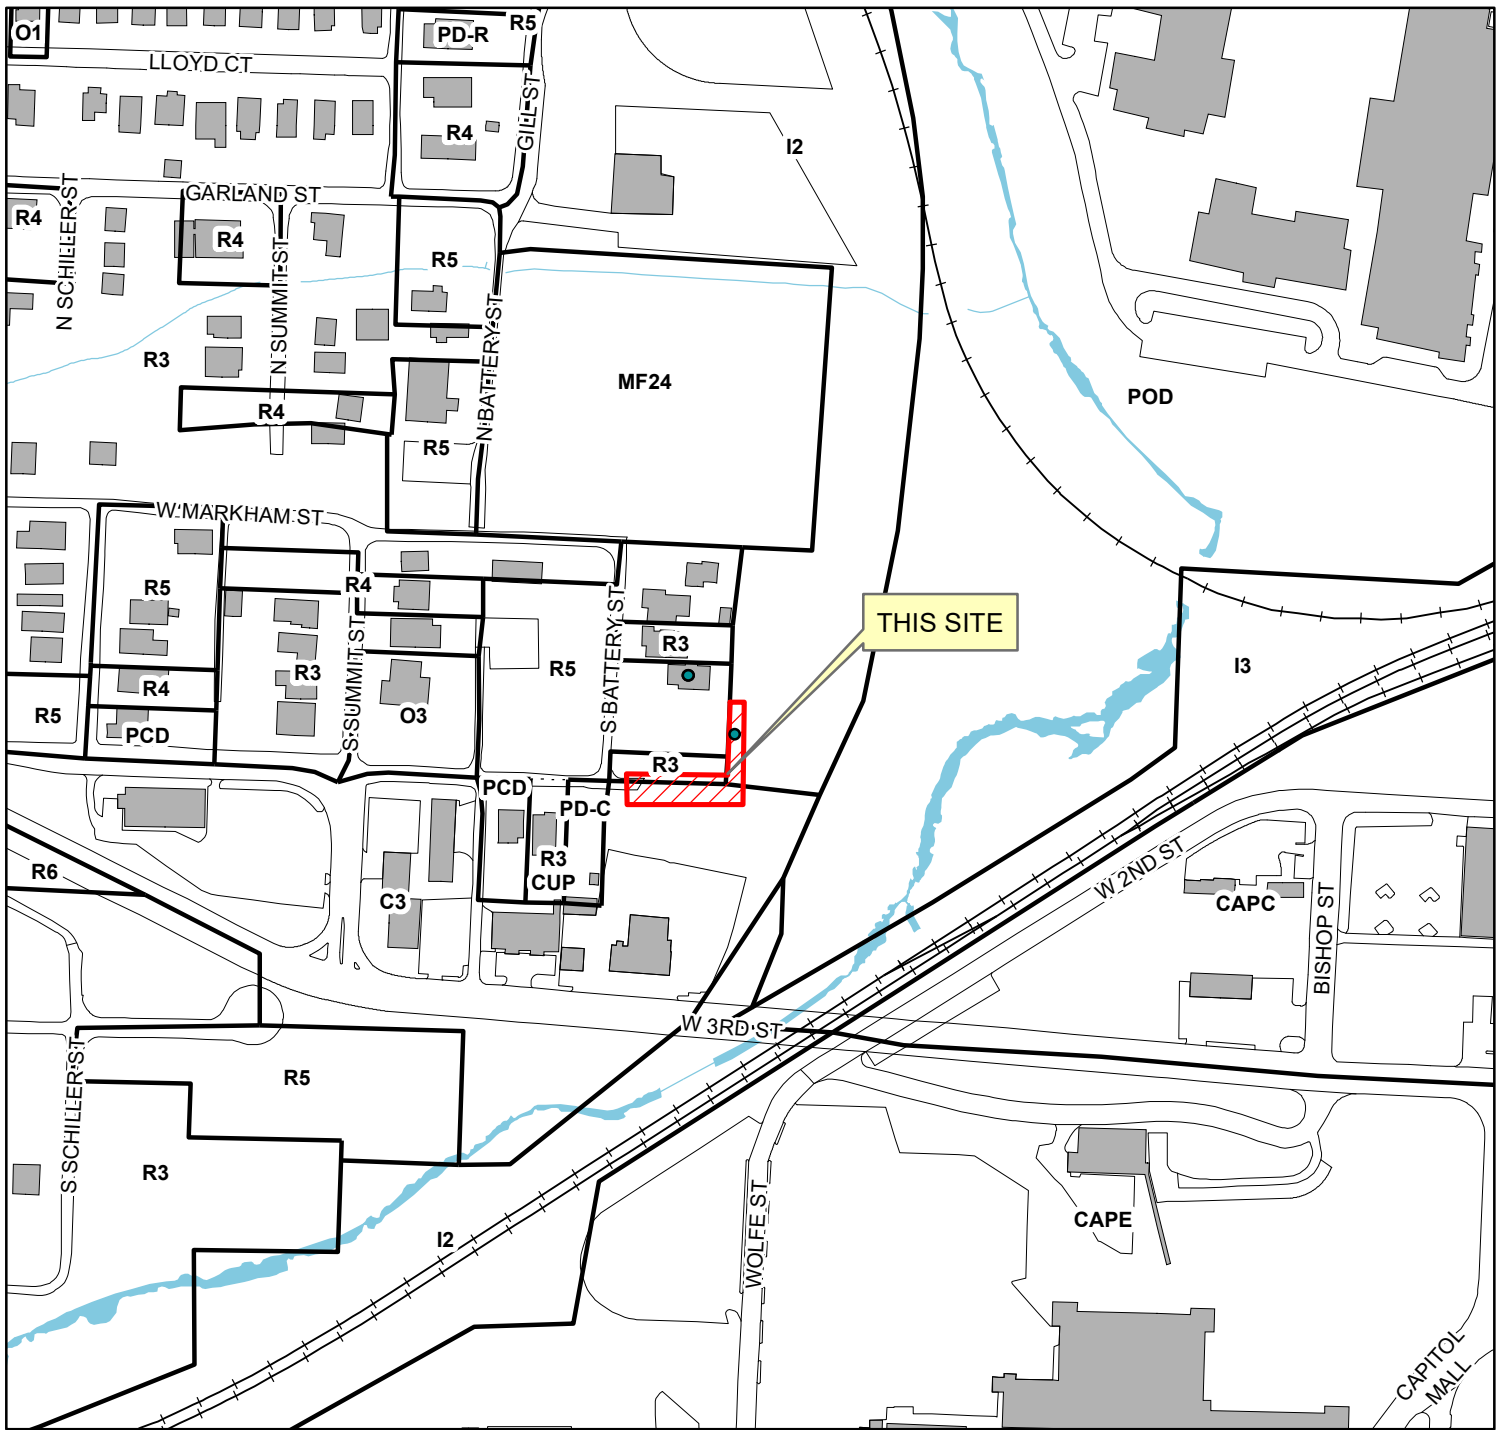 O1
PD-R
R5
LLOYD CT
GILL ST
R4
I2
N SCHILLER ST
GARLAND ST
R4
R4
N SUMMIT ST
R5
N BATTERY ST
R3
MF24
POD
R4
R5
W MARKHAM ST
R5
R4
S BATTERY ST
THIS SITE
R3
R3
R5
I3
R4
S SUMMIT ST
R5
O3
PCD
R3
PCD
PD-C
R6
R3
CUP
C3
W 2ND ST
CAPC
BISHOP ST
W 3RD ST
S SCHILLER ST
R5
R3
WOLFE ST
CAPE
I2
CAPITOL
MALL